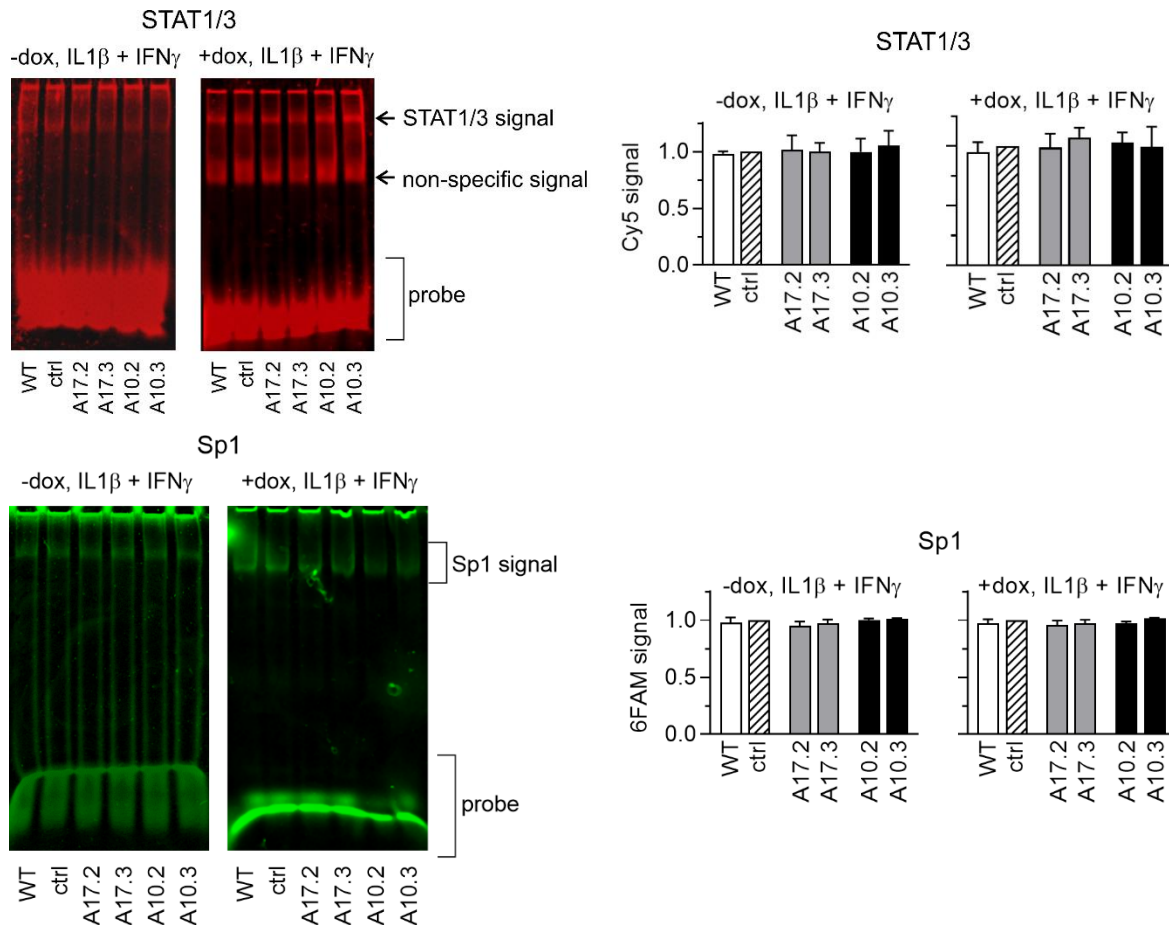 STAT1/3
-dox, IL1β + IFNγ
+dox, IL1β + IFNγ
STAT1/3 signal
non-specific signal
probe
WT
ctrl
A17.2
A17.3
A10.2
A10.3
WT
ctrl
A17.2
A17.3
A10.2
A10.3
STAT1/3
-dox, IL1β + IFNγ
+dox, IL1β + IFNγ
Cy5 signal
1.0
0.5
0.0
WT
ctrl
A17.2
A17.3
A10.2
A10.3
WT
ctrl
A17.2
A17.3
A10.2
A10.3
Sp1
-dox, IL1β + IFNγ
+dox, IL1β + IFNγ
Sp1 signal
probe
WT
ctrl
A17.2
A17.3
A10.2
A10.3
WT
ctrl
A17.2
A17.3
A10.2
A10.3
Sp1
-dox, IL1β + IFNγ
+dox, IL1β + IFNγ
6FAM signal
1.0
0.5
0.0
WT
ctrl
A17.2
A17.3
A10.2
A10.3
WT
ctrl
A17.2
A17.3
A10.2
A10.3